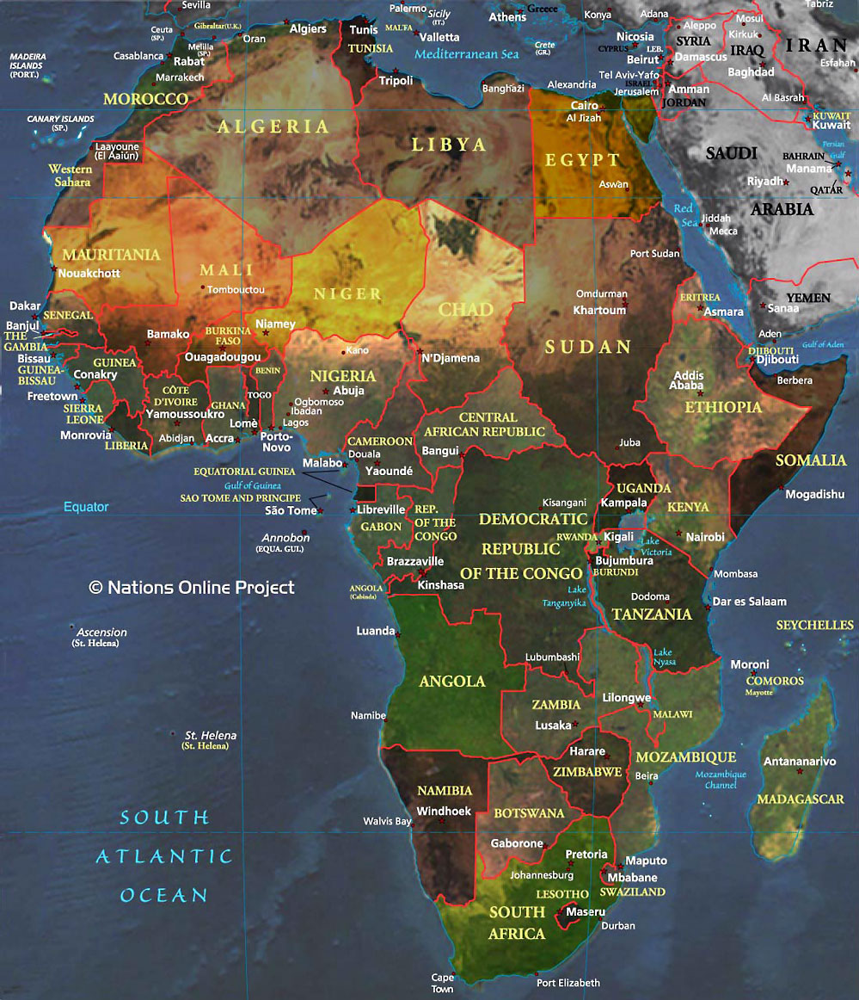 Sevilla
Palermo
Sicily
(IT.)
Athens
Greece
Konya
Adana
Tabriz
Ceuta
(SP.)
Gibraltar(U.K.)
Algiers
Tunis
MALTA
Valletta
Nicosia
Aleppo
Mosul
Oran
TUNISIA
Crete
(GR.)
CYPRUS
LEB.
SYRIA
Kirkuk
IRAN
Melilla
(SP.)
Mediterranean Sea
Beirut
Damascus
IRAQ
Esfahan
Casablanca
Rabat
MADEIRA
ISLANDS
(PORT.)
Marrakech
Tripoli
Banghazi
Alexandria
Tel Aviv-Yafo
ISRAEL
Jerusalem
Amman
JORDAN
Baghdad
Al Basrah
MOROCCO
Cairo
Al Jizah
KUWAIT
Kuwait
CANARY ISLANDS
(SP.)
ALGERIA
LIBYA
EGYPT
Persian
Gulf
Laayoune
(El Aaiún)
SAUDI
ARABIA
BAHRAIN
Manama
Riyadh
QATAR
Western
Sahara
Aswan
Red
Sea
Jiddah
Mecca
MAURITANIA
Nouakchott
MALI
Tombouctou
NIGER
CHAD
Port Sudan
Omdurman
Khartoum
SUDAN
ERITREA
Asmara
YEMEN
Sanaa
Dakar
SENEGAL
Banjul
THE
GAMBIA
Bamako
BURKINA
FASO
Niamey
Aden
Gulf of Aden
Bissau
GUINEA-
BISSAU
GUINEA
Conakry
Ouagadougou
Kano
N'Djamena
DJIBOUTI
Djibouti
BENIN
NIGERIA
Abuja
Berbera
Freetown
SIERRA
LEONE
CÔTE
D'IVOIRE
Yamoussoukro
GHANA
TOGO
Ogbomoso
Ibadan
Addis
Ababa
ETHIOPIA
Monrovia
LIBERIA
Abidjan
Accra
Lomè
Porto-
Novo
Lagos
CENTRAL
AFRICAN REPUBLIC
CAMEROON
Bangui
Juba
Malabo
Douala
Yaoundé
SOMALIA
EQUATORIAL GUINEA
Gulf of Guinea
SAO TOME AND PRINCIPE
São Tome
Mogadishu
Equator
Libreville
GABON
REP.
OF THE
CONGO
Kisangani
UGANDA
Kampala
KENYA
Annobon
(EQUA. GUI.)
DEMOCRATIC
REPUBLIC
OF THE CONGO
RWANDA
Kigali
Lake
Victoria
Nairobi
Brazzaville
Kinshasa
Bujumbura
BURUNDI
Mombasa
© Nations Online Project
ANGOLA
(Cabinda)
Lake
Tanganyika
Dodoma
TANZANIA
Dar es Salaam
Ascension
(St. Helena)
Luanda
SEYCHELLES
Lubumbashi
Lake
Nyasa
Moroni
COMOROS
Mayotte
ANGOLA
ZAMBIA
Lusaka
Lilongwe
MALAWI
Namibe
St. Helena
(St. Helena)
Harare
ZIMBABWE
MOZAMBIQUE
Beira
Mozambique
Channel
Antananarivo
MADAGASCAR
NAMIBIA
Windhoek
Walvis Bay
BOTSWANA
Gaborone
SOUTH
ATLANTIC
OCEAN
Pretoria
Johannesburg
Maputo
Mbabane
SWAZILAND
LESOTHO
Maseru
SOUTH
AFRICA
Durban
Cape
Town
Port Elizabeth